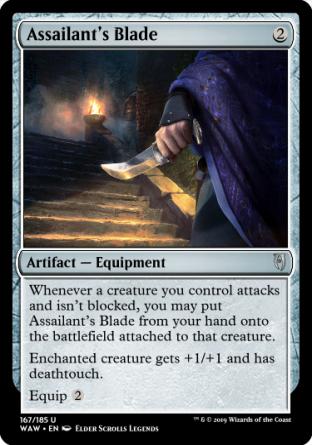 Assailant's Blade 2
Artifact — Equipment
Whenever a creature you control attacks
and isn't blocked, you may put
Assailant's Blade from your hand onto
the battlefield attached to that creature.
Enchanted creature gets +1/+1 and has
deathtouch.
Equip 2
167/185 U
WAW • EN Elder Scrolls Legends
™ & © 2019 Wizards of the Coast